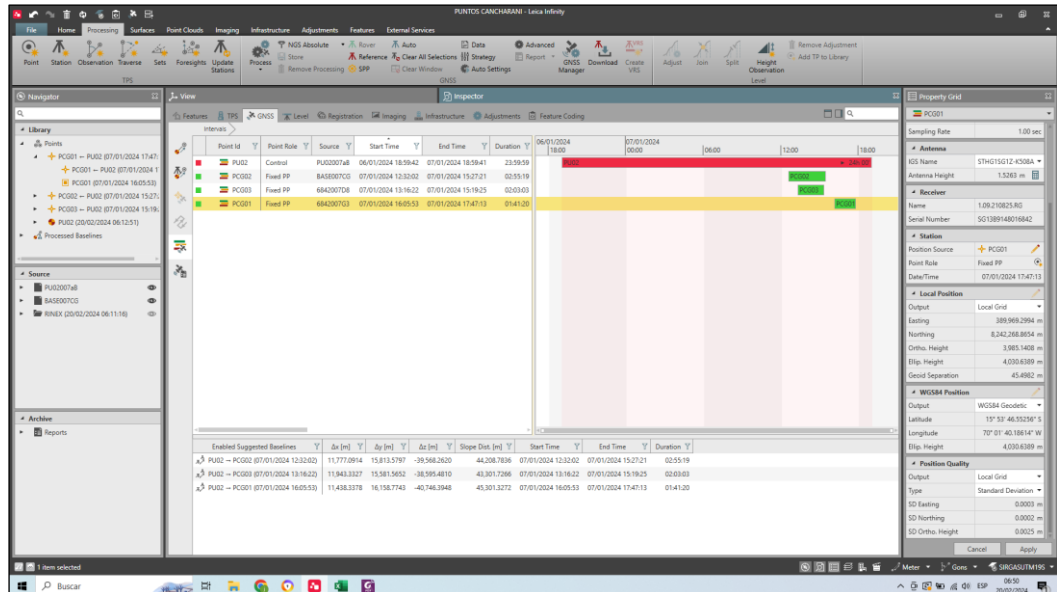 PUNTOS CANCHARANI - Leica Infinity
File Home Processing Surfaces Point Clouds Imaging Infrastructure Adjustments Features External Services
Point Station Observation Traverse Sets Foresights Update Stations
TPS
Process NGS Absolute Store Remove Processing Rover Reference SPP Auto Clear All Selections Clear Window Data Strategy Auto Settings Advanced Report GNSS Manager Download Create VRS
GNSS
Adjust Join Split Height Observation Remove Adjustment Add TP to Library
Level
Navigator
Library
Points
PCG01 ← PU02 (07/01/2024 17:47:
PCG01 ← PU02 (07/01/2024 1
PCG01 (07/01/2024 16:05:53)
PCG02 ← PU02 (07/01/2024 15:27:
PCG03 ← PU02 (07/01/2024 15:19:
PU02 (20/02/2024 06:12:51)
Processed Baselines
Source
PU02007a8
BASE007CG
RINEX (20/02/2024 06:11:16)
Archive
Reports
View
Inspector
Features TPS GNSS Level Registration Imaging Infrastructure Adjustments Feature Coding
Intervals
Point Id Point Role Source Start Time End Time Duration
PU02 Control PU02007a8 06/01/2024 18:59:42 07/01/2024 18:59:41 23:59:59
PCG02 Fixed PP BASE007CG 07/01/2024 12:32:02 07/01/2024 15:27:21 02:55:19
PCG03 Fixed PP 6842007D8 07/01/2024 13:16:22 07/01/2024 15:19:25 02:03:03
PCG01 Fixed PP 6842007G3 07/01/2024 16:05:53 07/01/2024 17:47:13 01:41:20
06/01/2024 07/01/2024
18:00 00:00 06:00 12:00 18:00
PU02
PCG02
PCG03
PCG01
Enabled Suggested Baselines Δx [m] Δy [m] Δz [m] Slope Dist. [m] Start Time End Time Duration
PU02 → PCG02 (07/01/2024 12:32:02) 11,777.0914 15,813.5797 -39,568.2620 44,208.7836 07/01/2024 12:32:02 07/01/2024 15:27:21 02:55:19
PU02 → PCG03 (07/01/2024 13:16:22) 11,943.3327 15,581.5652 -38,595.4810 43,301.7266 07/01/2024 13:16:22 07/01/2024 15:19:25 02:03:03
PU02 → PCG01 (07/01/2024 16:05:53) 11,438.3378 16,158.7743 -40,746.3948 45,301.3272 07/01/2024 16:05:53 07/01/2024 17:47:13 01:41:20
Property Grid
PCG01
Sampling Rate 1.00 sec
Antenna
IGS Name STHG1SG1Z-K508A
Antenna Height 1.5263 m
Receiver
Name 1.09.210825.RG
Serial Number SG1389148016842
Station
Position Source PCG01
Point Role Fixed PP
Date/Time 07/01/2024 17:47:13
Local Position
Output Local Grid
Easting 389,969.2994 m
Northing 8,242,268.8654 m
Ortho. Height 3,985.1408 m
Ellip. Height 4,030.6389 m
Geoid Separation 45.4982 m
WGS84 Position
Output WGS84 Geodetic
Latitude 15° 53' 46.55256" S
Longitude 70° 01' 40.18614" W
Ellip. Height 4,030.6389 m
Position Quality
Output Local Grid
Type Standard Deviation
SD Easting 0.0003 m
SD Northing 0.0002 m
SD Ortho. Height 0.0025 m
Cancel Apply
1 item selected
Meter Gons SIRGASUTM19S
Buscar
ESP 06:50
20/02/2024